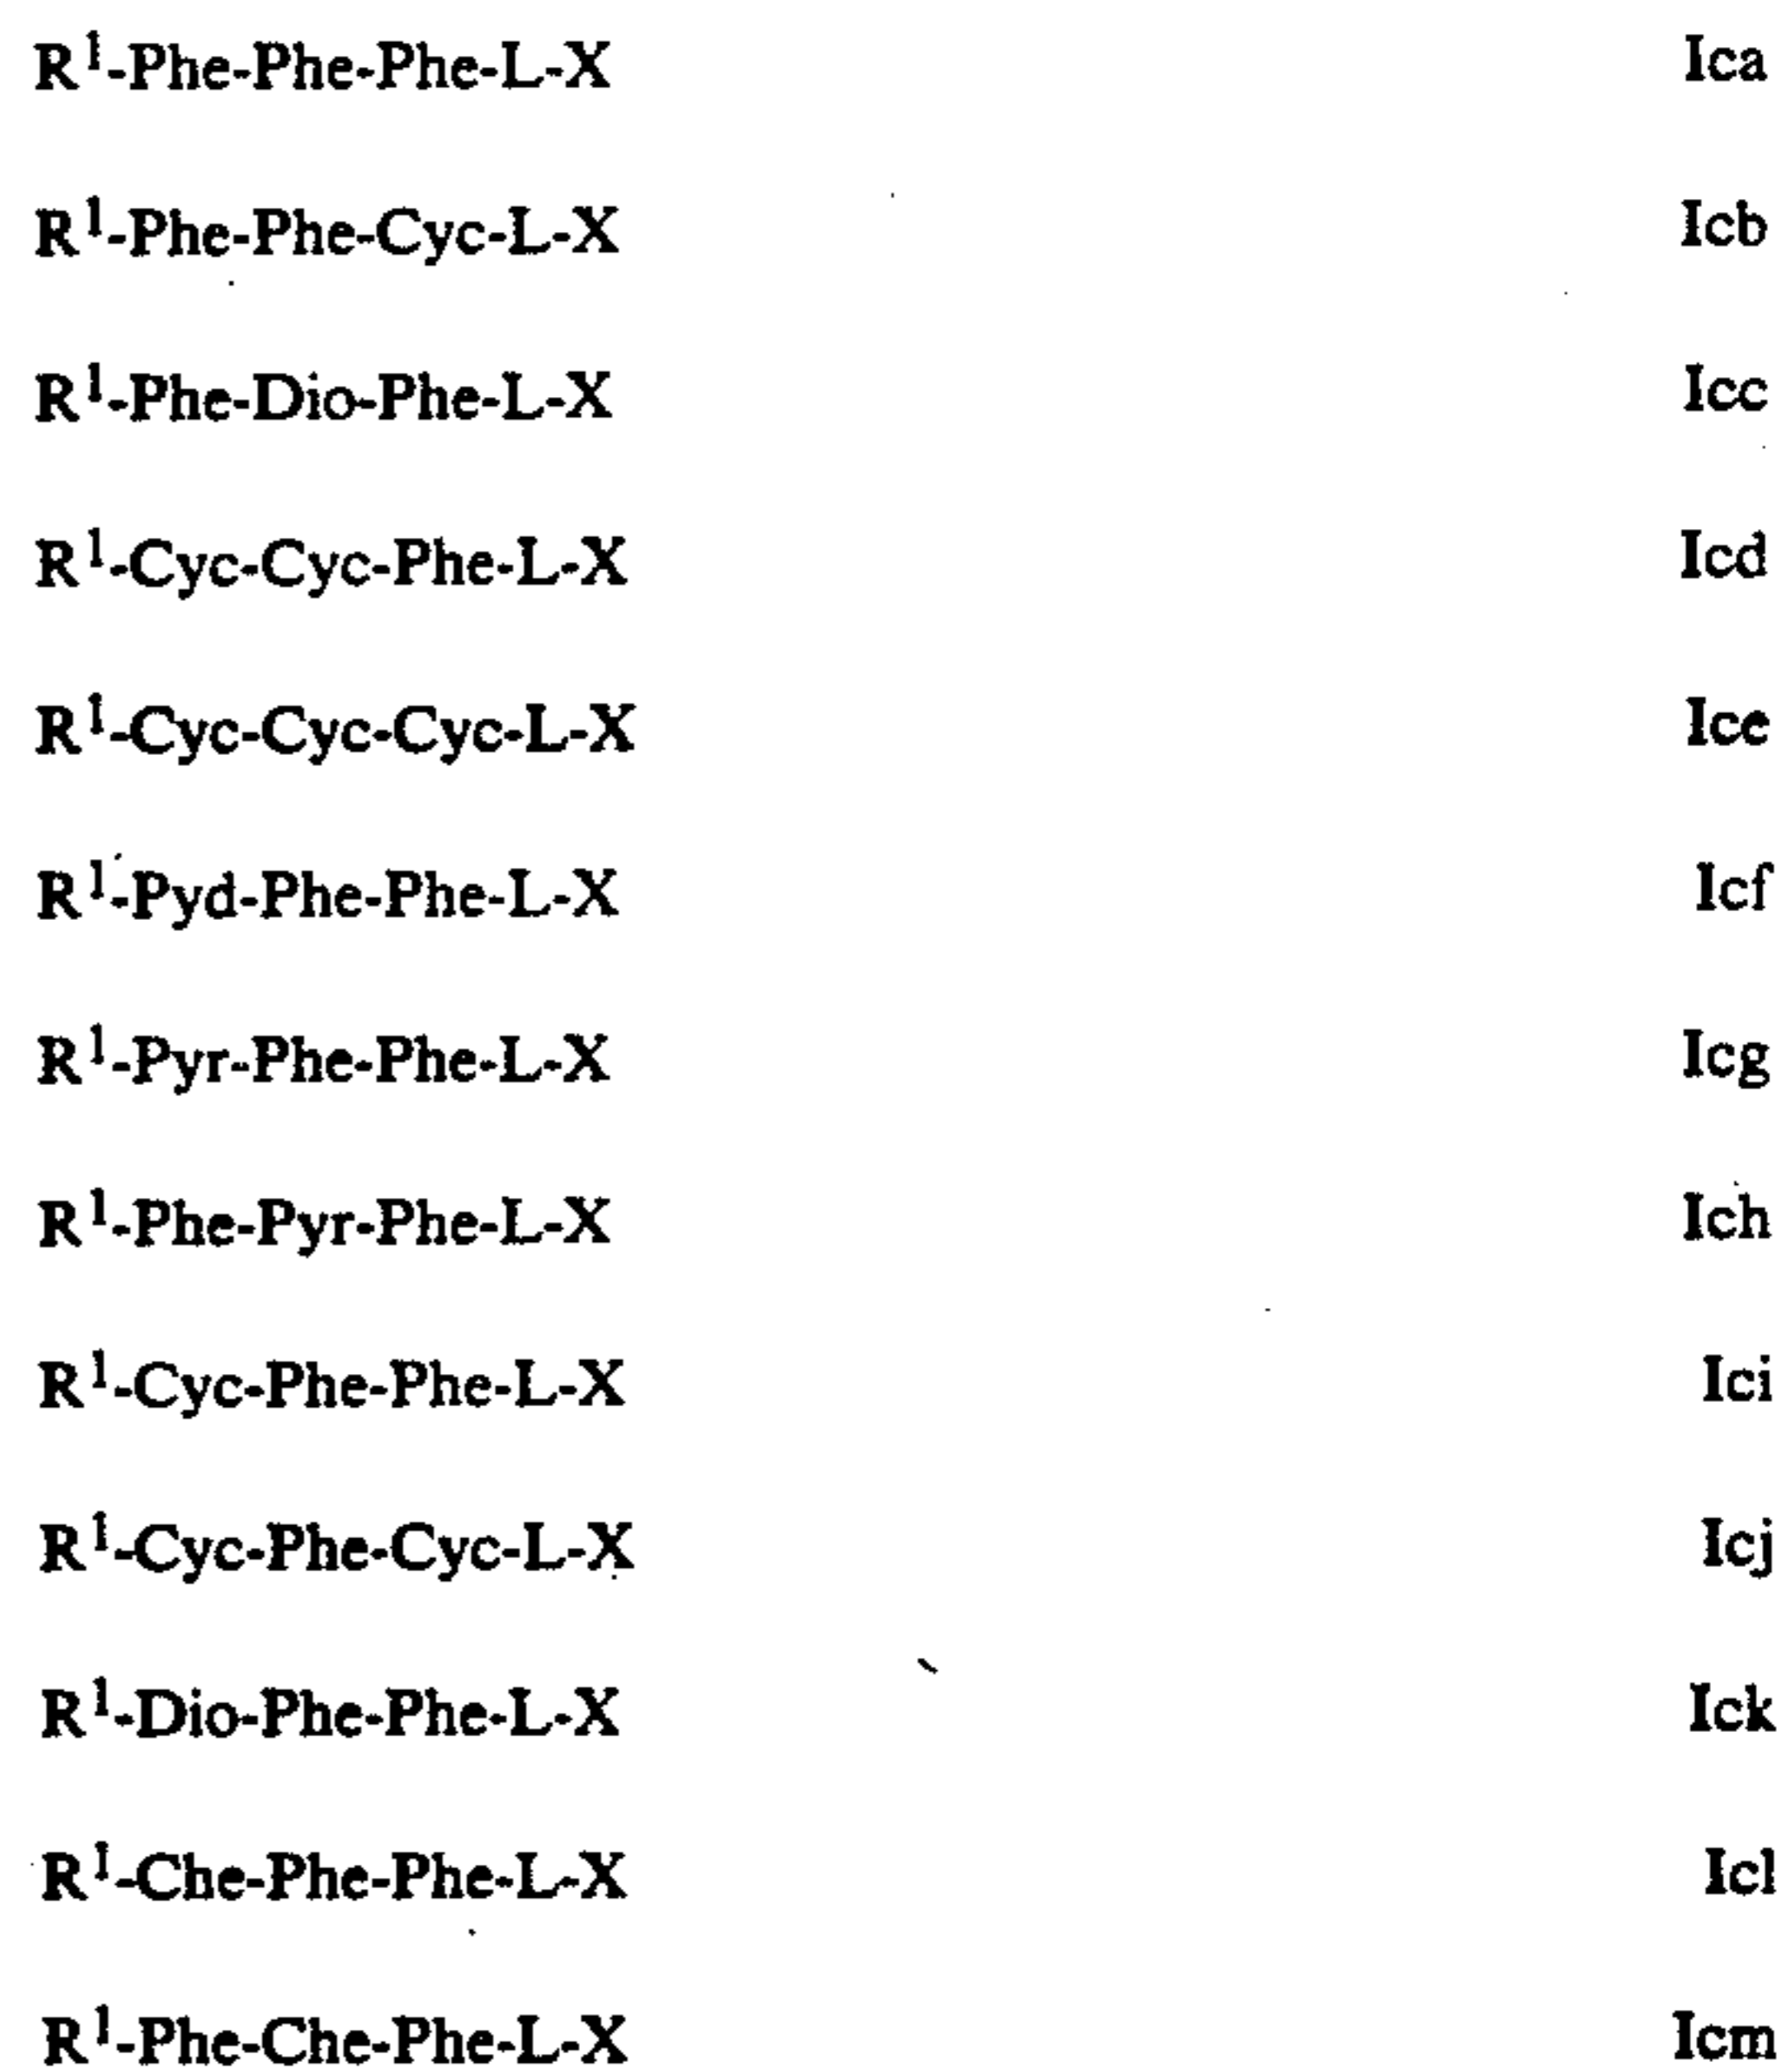 R¹-Phe-Phe-Phe-L-X Ica
R¹-Phe-Phe-Cyc-L-X Icb
R¹-Phe-Dio-Phe-L-X Icc
R¹-Cyc-Cyc-Phe-L-X Icd
R¹-Cyc-Cyc-Cyc-L-X Ice
R¹-Pyd-Phe-Phe-L-X Icf
R¹-Pyr-Phe-Phe-L-X Icg
R¹-Phe-Pyr-Phe-L-X Ich
R¹-Cyc-Phe-Phe-L-X Ici
R¹-Cyc-Phe-Cyc-L-X Icj
R¹-Dio-Phe-Phe-L-X Ick
R¹-Che-Phe-Phe-L-X Icl
R¹-Phe-Che-Phe-L-X Icm